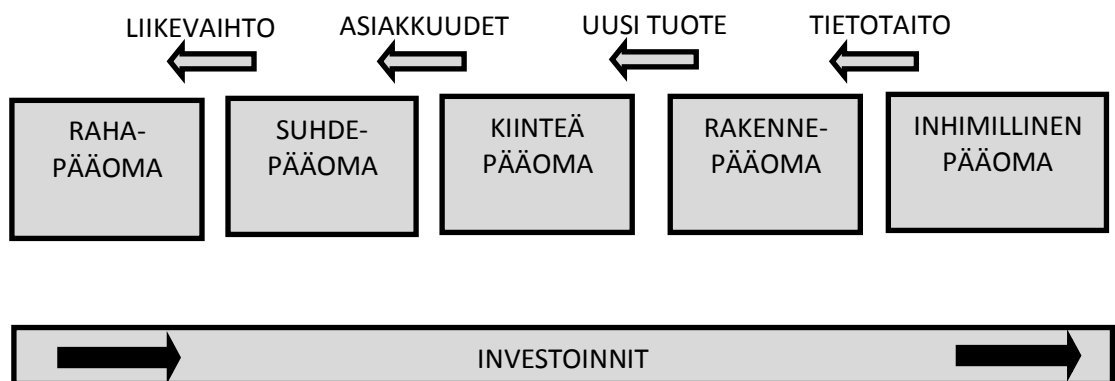 LIIKEVAIHTO ASIAKKUUDET UUSI TUOTE TIETOTAITO
RAHA-
PÄÄOMA
SUHDE-
PÄÄOMA
KIINTEÄ
PÄÄOMA
RAKENNE-
PÄÄOMA
INHIMILLINEN
PÄÄOMA
INVESTOINNIT